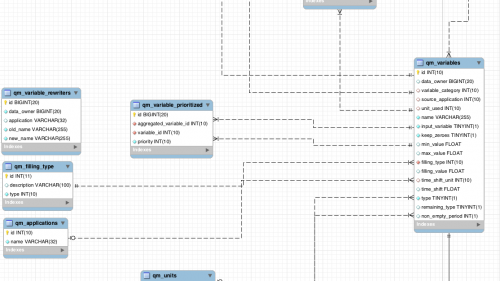 Indexes
qm_variables
id INT(10)
data_owner BIGINT(20)
variable_category INT(10)
source_application INT(10)
unit_used INT(10)
name VARCHAR(255)
input_variable TINYINT(1)
keep_zeroes TINYINT(1)
min_value FLOAT
max_value FLOAT
filling_type INT(10)
filling_value FLOAT
time_shift_unit INT(10)
time_shift FLOAT
type TINYINT(1)
remaining_type TINYINT(1)
non_empty_period INT(1)
Indexes
qm_variable_rewriters
id BIGINT(20)
data_owner BIGINT(20)
application VARCHAR(32)
old_name VARCHAR(255)
new_name VARCHAR(255)
Indexes
qm_variable_prioritized
id BIGINT(20)
aggregated_variable_id INT(10)
variable_id INT(10)
priority INT(10)
Indexes
qm_filling_type
id INT(11)
description VARCHAR(100)
type INT(10)
Indexes
qm_applications
id INT(10)
name VARCHAR(32)
Indexes
qm_units